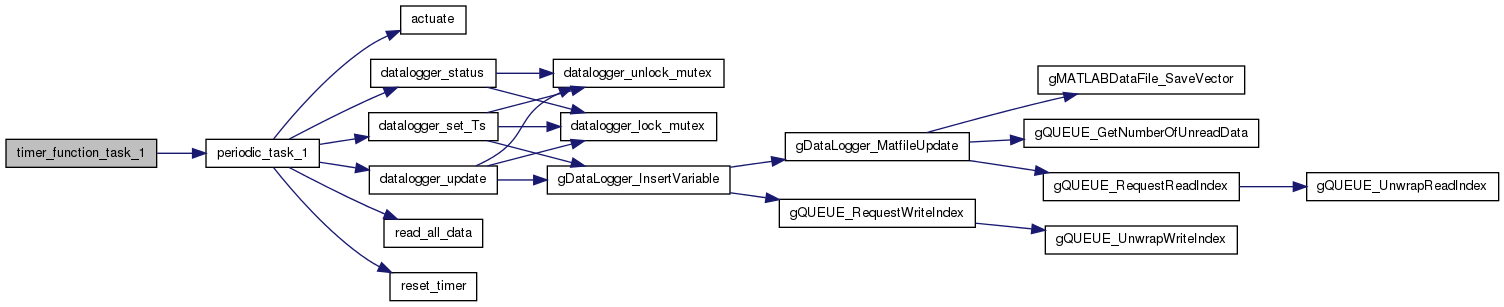 timer_function_task_1
periodic_task_1
actuate
datalogger_status
datalogger_set_Ts
datalogger_update
read_all_data
reset_timer
datalogger_unlock_mutex
datalogger_lock_mutex
gDataLogger_InsertVariable
gDataLogger_MatfileUpdate
gQUEUE_RequestWriteIndex
gMATLABDataFile_SaveVector
gQUEUE_GetNumberOfUnreadData
gQUEUE_RequestReadIndex
gQUEUE_UnwrapWriteIndex
gQUEUE_UnwrapReadIndex